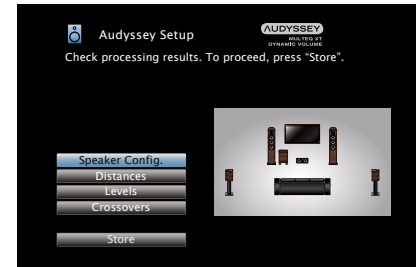 Audyssey Setup
AUDYSSEY
MULTEQ XT
DYNAMIC VOLUME
Check processing results. To proceed, press “Store”.
Speaker Config.
Distances
Levels
Crossovers
Store